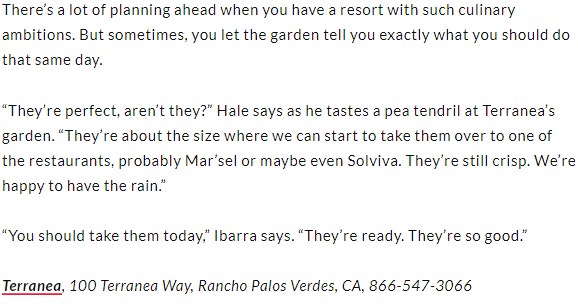 There’s a lot of planning ahead when you have a resort with such culinary
ambitions. But sometimes, you let the garden tell you exactly what you should do
that same day.
“They’re perfect, aren’t they?” Hale says as he tastes a pea tendril at Terranea’s
garden. “They’re about the size where we can start to take them over to one of
the restaurants, probably Mar’sel or maybe even Solviva. They’re still crisp. We’re
happy to have the rain.”
“You should take them today,” Ibarra says. “They’re ready. They’re so good.”
Terranea, 100 Terranea Way, Rancho Palos Verdes, CA, 866-547-3066